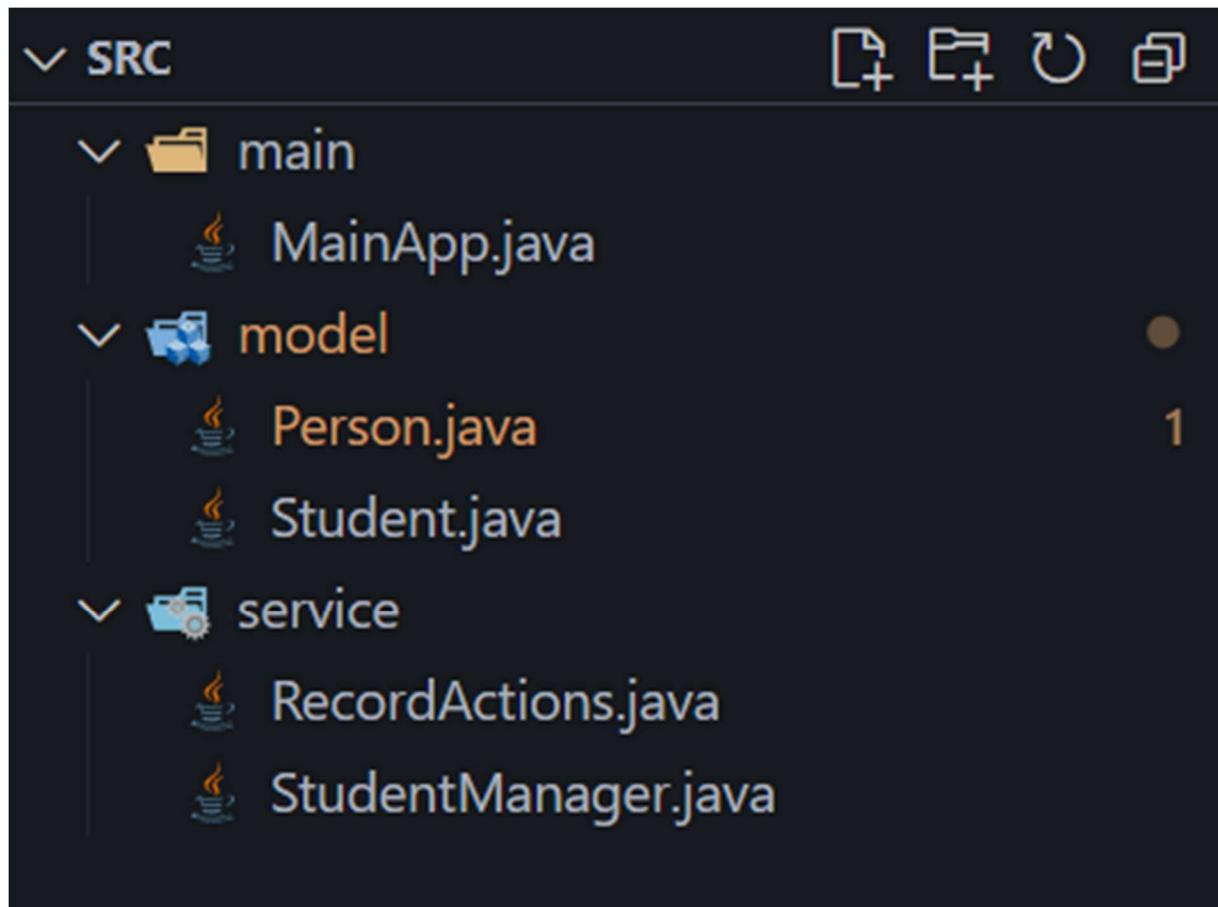 SRC
main
MainApp.java
model
Person.java 1
Student.java
service
RecordActions.java
StudentManager.java